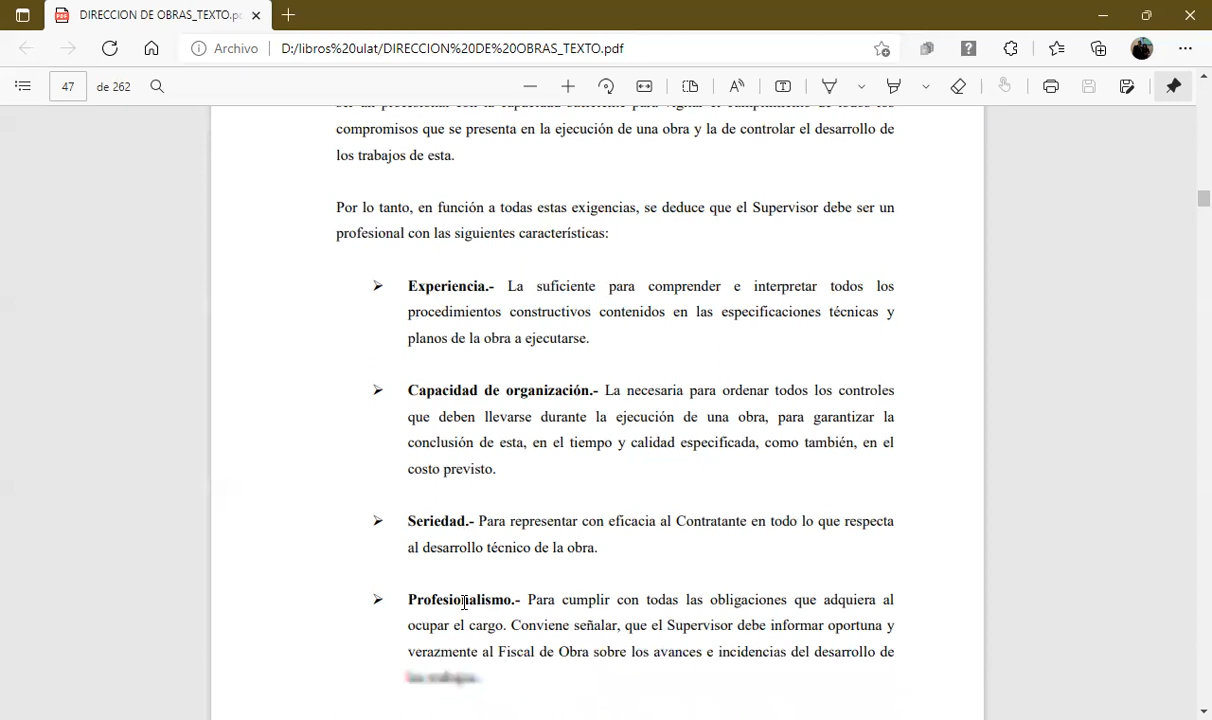 DIRECCION DE OBRAS_TEXTO.p
Archivo
D:/libros%20ulat/DIRECCION%20DE%20OBRAS_TEXTO.pdf
47 de 262
compromisos que se presenta en la ejecución de una obra y la de controlar el desarrollo de
los trabajos de esta.
Por lo tanto, en función a todas estas exigencias, se deduce que el Supervisor debe ser un
profesional con las siguientes características:
➢ Experiencia.- La suficiente para comprender e interpretar todos los
procedimientos constructivos contenidos en las especificaciones técnicas y
planos de la obra a ejecutarse.
➢ Capacidad de organización.- La necesaria para ordenar todos los controles
que deben llevarse durante la ejecución de una obra, para garantizar la
conclusión de esta, en el tiempo y calidad especificada, como también, en el
costo previsto.
➢ Seriedad.- Para representar con eficacia al Contratante en todo lo que respecta
al desarrollo técnico de la obra.
➢ Profesionalismo.- Para cumplir con todas las obligaciones que adquiera al
ocupar el cargo. Conviene señalar, que el Supervisor debe informar oportuna y
verazmente al Fiscal de Obra sobre los avances e incidencias del desarrollo de